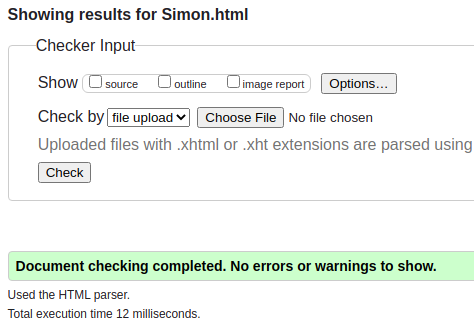 Showing results for Simon.html
Checker Input
Show source outline image report Options…
Check by file upload Choose File No file chosen
Uploaded files with .xhtml or .xht extensions are parsed using
Check
Document checking completed. No errors or warnings to show.
Used the HTML parser.
Total execution time 12 milliseconds.